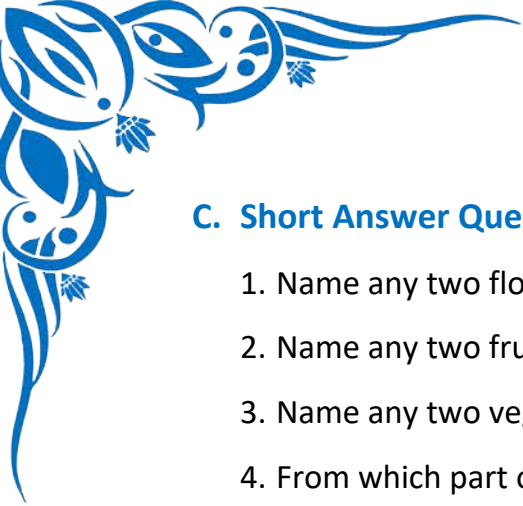 C. Short Answer Que
1. Name any two flo
2. Name any two fru
3. Name any two ve
4. From which part